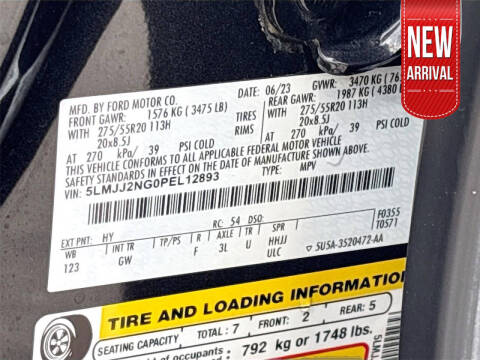 NEW
ARRIVAL
MFD. BY FORD MOTOR CO.
DATE: 06/23
GVWR: 3470 KG
FRONT GAWR: 1576 KG (3475 LB)
REAR GAWR: 1987 KG (4380
WITH 275/55R20 113H TIRES 275/55R20 113H
20x8.5J RIMS 20x8.5J
AT 270 kPa/ 39 AT 270 kPa/ 39 PSI
THIS VEHICLE CONFORMS TO ALL APPLICABLE FEDERAL MOTOR VEHICLE
SAFETY STANDARDS IN EFFECT ON THE DATE OF MANUFACTURE SHOWN ABOVE.
VIN: 5LMJJ2NG0PEL12893
TYPE: MPV
F0355
T0571
EXT PNT: HY RC: 54 DSO:
WB INT TR TP/PS R AXLE TR SPR
123 GW F 3L U HHJJ
ULC ▽ 5U5A-3520472-AA
TIRE AND LOADING INFORMATION
SEATING CAPACITY TOTAL: 7 FRONT: 2 REAR: 5
of occupants: 792 kg or 1748 lbs.